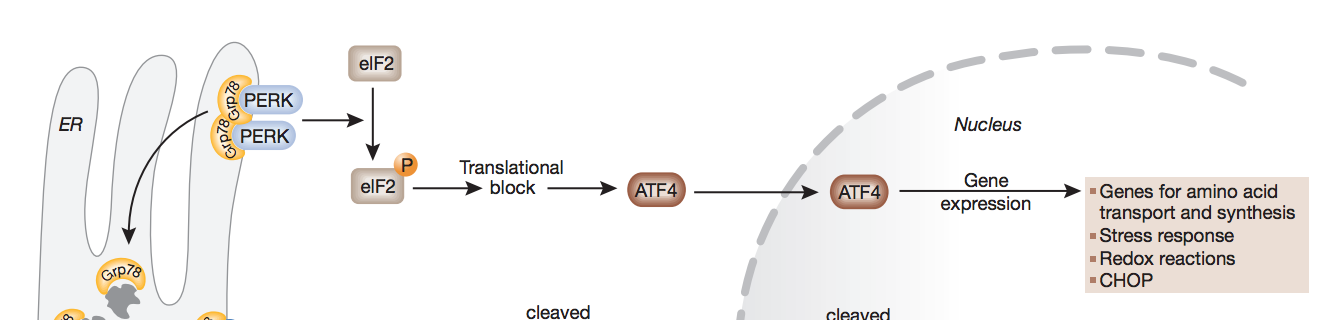 eIF2
Grp78
PERK
ER
Grp78
PERK
Nucleus
P
eIF2
Translational
block
ATF4
ATF4
Gene
expression
Genes for amino acid
transport and synthesis
Stress response
Redox reactions
CHOP
Grp78
cleaved
cleaved